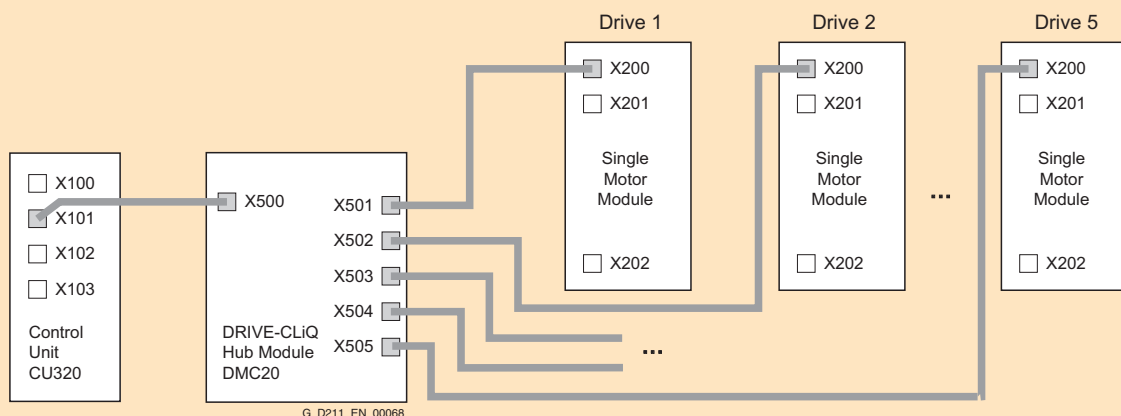 Drive 1
Drive 2
Drive 5
X200
X201
Single
Motor
Module
X202
X200
X201
Single
Motor
Module
X202
...
X200
X201
Single
Motor
Module
X202
X100
X101
X102
X103
Control
Unit
CU320
X500
X501
X502
X503
X504
X505
DRIVE-CLiQ
Hub Module
DMC20
...
G_D211_EN_00068